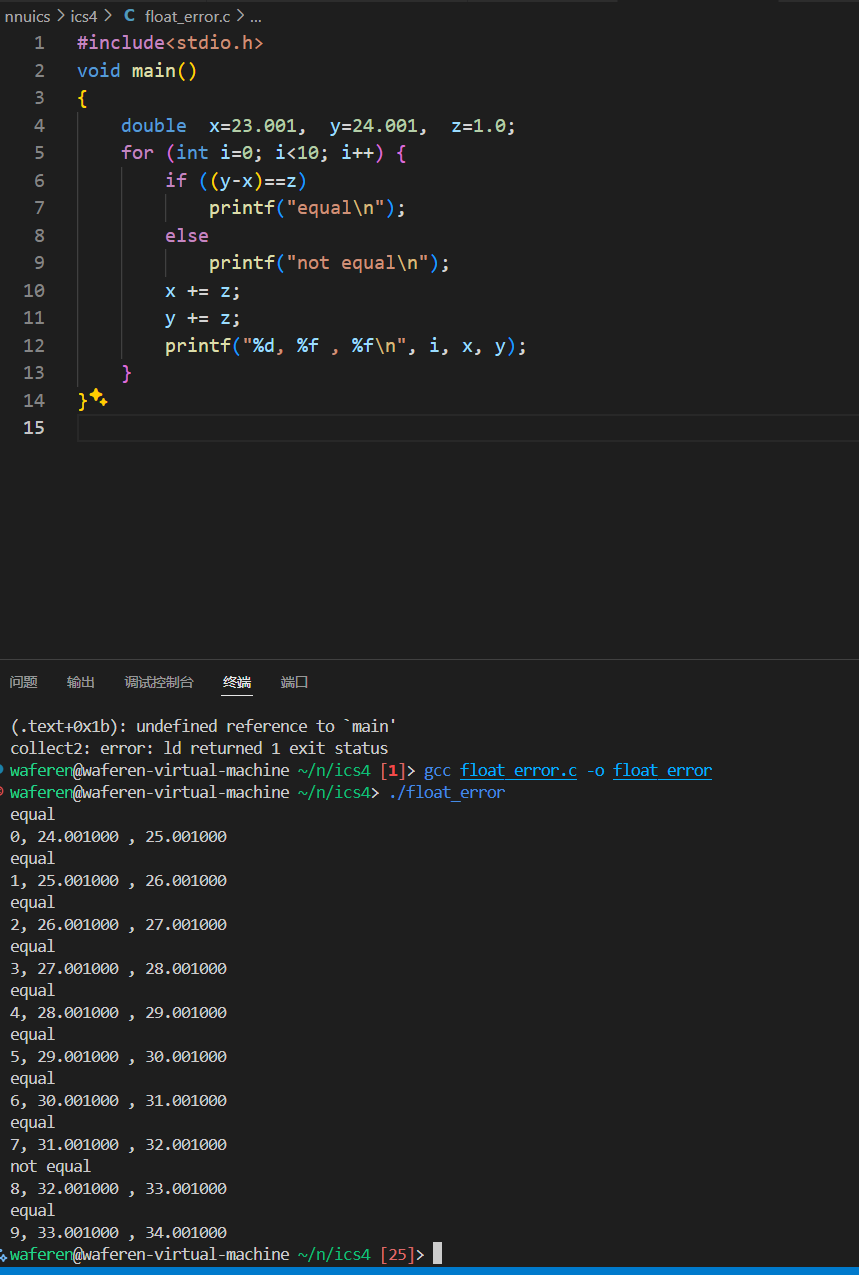 nnuics > ics4 > C float_error.c > ...
1 #include<stdio.h>
2 void main()
3 {
4     double  x=23.001,  y=24.001,  z=1.0;
5     for (int i=0; i<10; i++) {
6         if ((y-x)==z)
7             printf("equal\n");
8         else
9             printf("not equal\n");
10         x += z;
11         y += z;
12         printf("%d, %f , %f\n", i, x, y);
13     }
14 }
15
问题 输出 调试控制台 终端 端口
(.text+0x1b): undefined reference to `main'
collect2: error: ld returned 1 exit status
waferen@waferen-virtual-machine ~/n/ics4 [1]> gcc float_error.c -o float_error
waferen@waferen-virtual-machine ~/n/ics4> ./float_error
equal
0, 24.001000 , 25.001000
equal
1, 25.001000 , 26.001000
equal
2, 26.001000 , 27.001000
equal
3, 27.001000 , 28.001000
equal
4, 28.001000 , 29.001000
equal
5, 29.001000 , 30.001000
equal
6, 30.001000 , 31.001000
equal
7, 31.001000 , 32.001000
not equal
8, 32.001000 , 33.001000
equal
9, 33.001000 , 34.001000
waferen@waferen-virtual-machine ~/n/ics4 [25]>